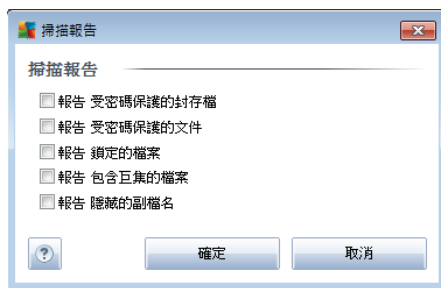 掃描報告
掃描報告
報告 受密碼保護的封存檔
報告 受密碼保護的文件
報告 鎖定的檔案
報告 包含巨集的檔案
報告 隱藏的副檔名
?
確定
取消